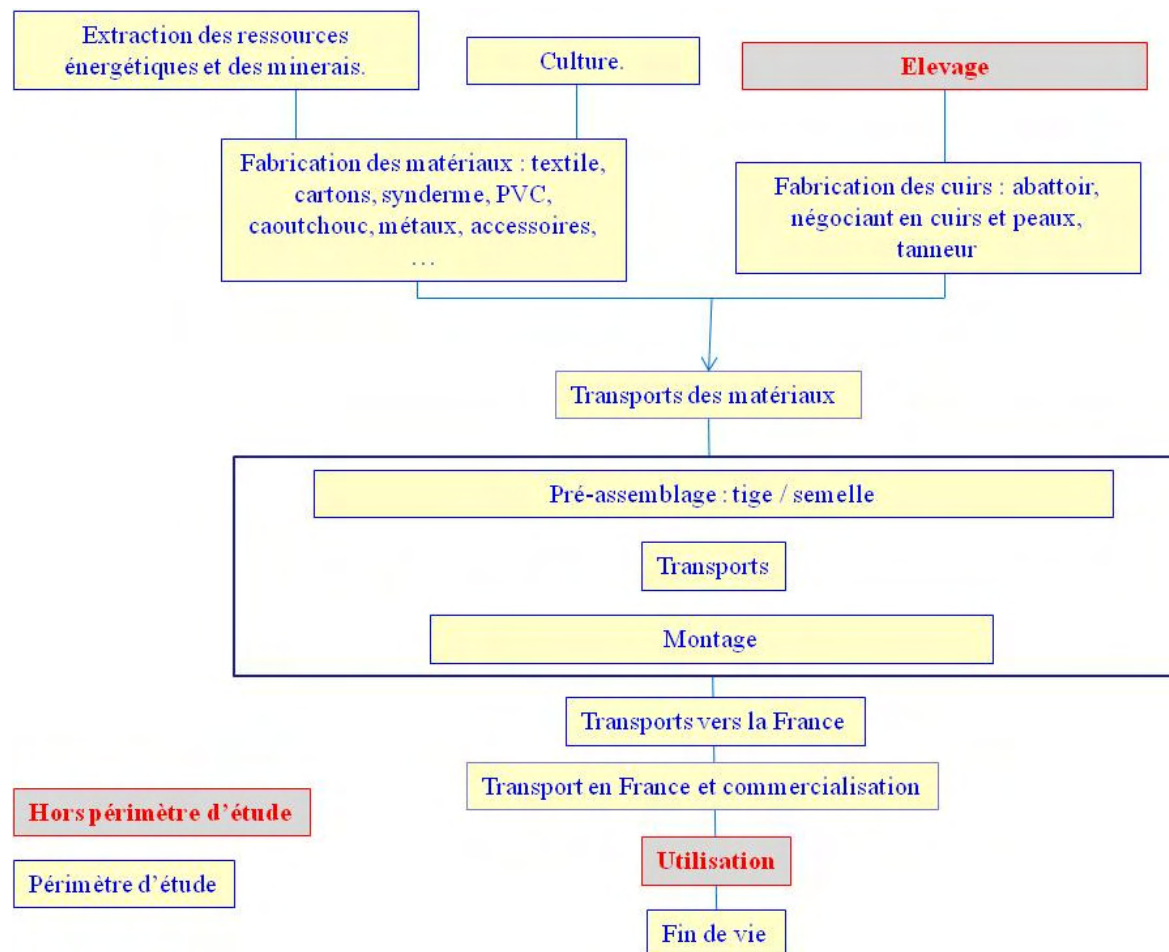 Extraction des ressources
énergétiques et des minerais.
Culture.
Elevage
Fabrication des matériaux : textile,
cartons, synderme, PVC,
caoutchouc, métaux, accessoires,
…
Fabrication des cuirs : abattoir,
négociant en cuirs et peaux,
tanneur
Transports des matériaux
Pré-assemblage : tige / semelle
Transports
Montage
Transports vers la France
Transport en France et commercialisation
Hors périmètre d’étude
Utilisation
Périmètre d’étude
Fin de vie